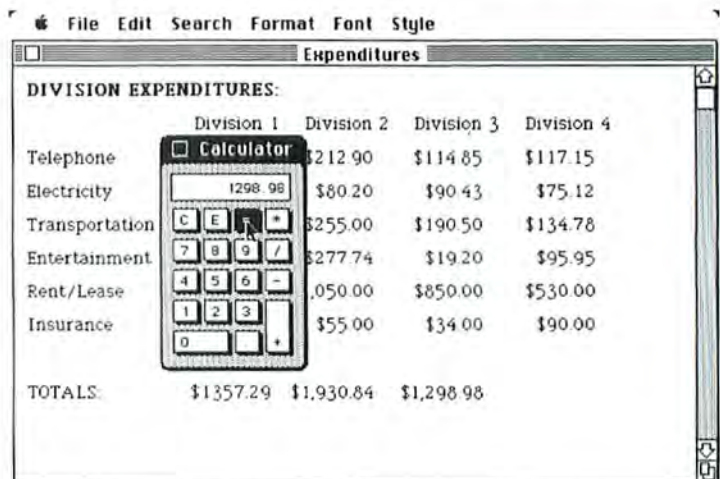 File Edit Search Format Font Style
Expenditures
DIVISION EXPENDITURES:
Division 1 Division 2 Division 3 Division 4
Telephone $212.90 $114.85 $117.15
Electricity $80.20 $90.43 $75.12
Transportation $255.00 $190.50 $134.78
Entertainment $277.74 $19.20 $95.95
Rent/Lease ,050.00 $850.00 $530.00
Insurance $55.00 $34.00 $90.00
TOTALS: $1357.29 $1,930.84 $1,298.98
Calculator
1298.98
C E = *
7 8 9 /
4 5 6 -
1 2 3
0 . +